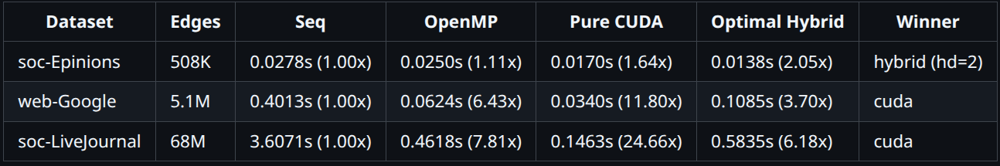 Dataset Edges Seq OpenMP Pure CUDA Optimal Hybrid Winner
soc-Epinions 508K 0.0278s (1.00x) 0.0250s (1.11x) 0.0170s (1.64x) 0.0138s (2.05x) hybrid (hd=2)
web-Google 5.1M 0.4013s (1.00x) 0.0624s (6.43x) 0.0340s (11.80x) 0.1085s (3.70x) cuda
soc-LiveJournal 68M 3.6071s (1.00x) 0.4618s (7.81x) 0.1463s (24.66x) 0.5835s (6.18x) cuda